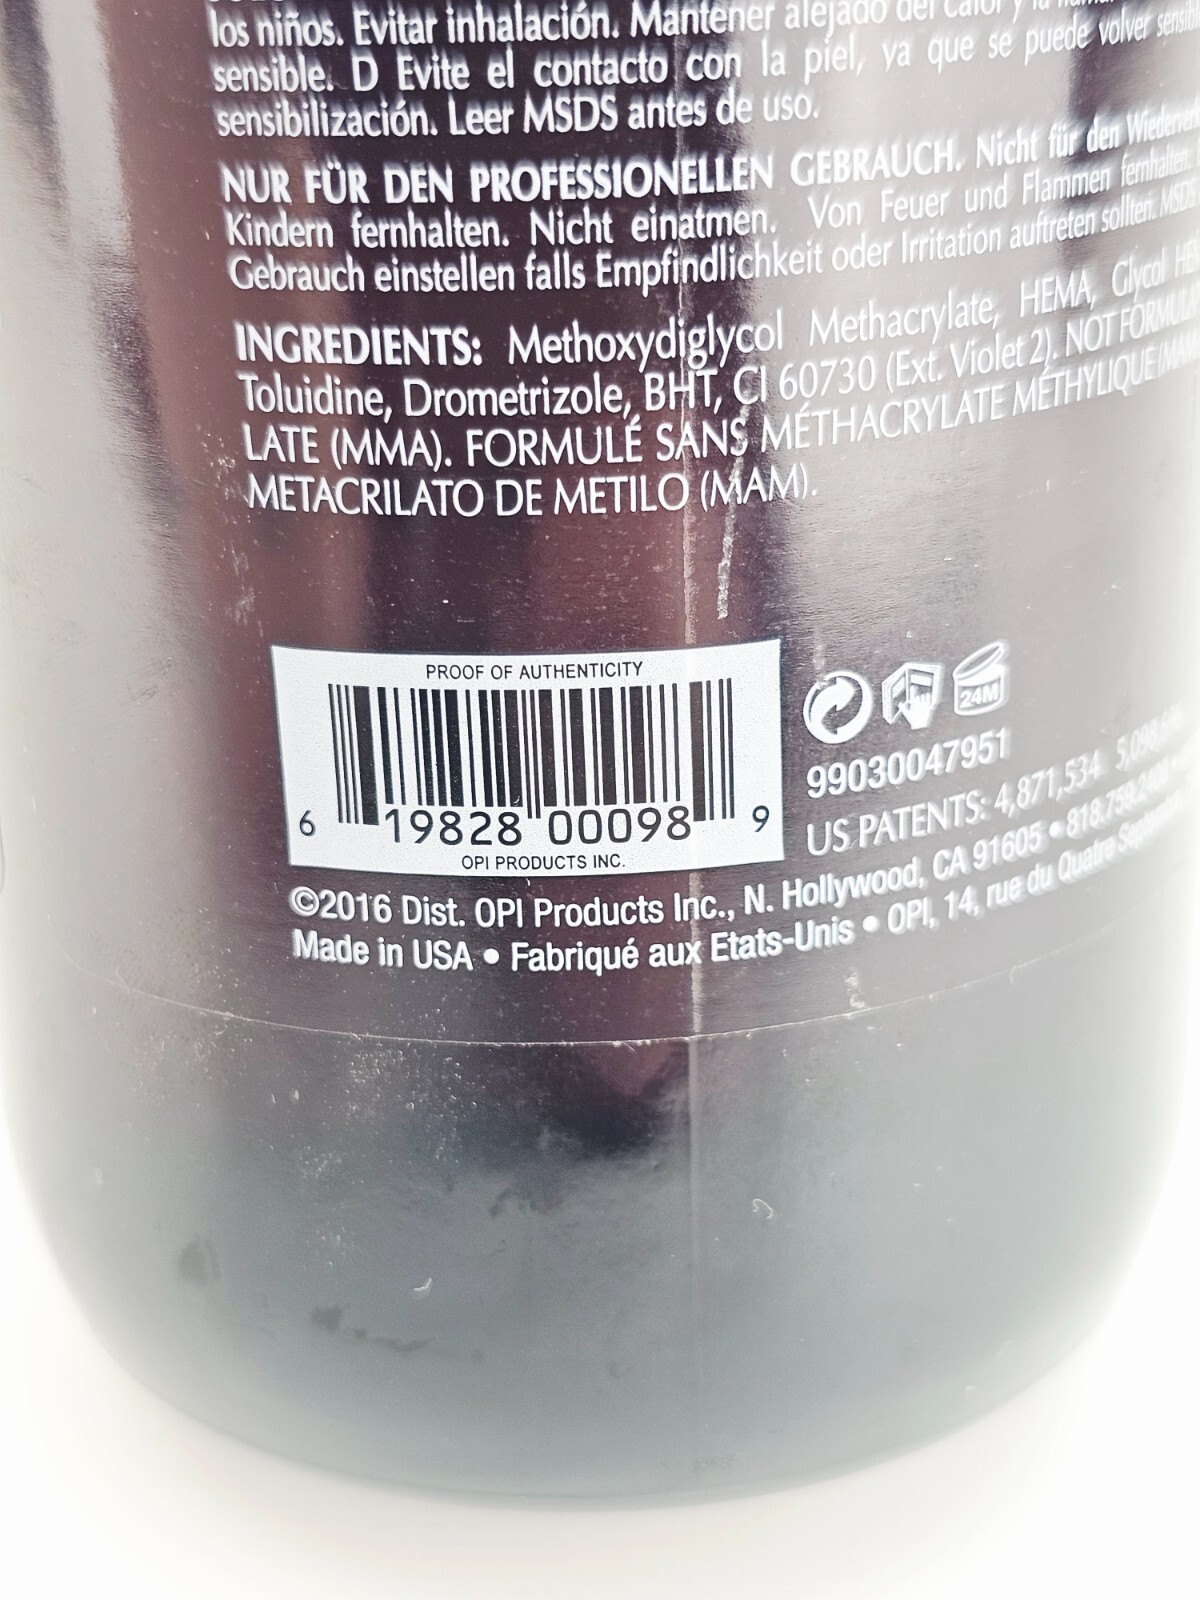 los niños. Evitar inhalación. Mantener alejado del calor y la
sensible. D Evite el contacto con la piel, ya que se puede volver
sensibilización. Leer MSDS antes de uso.
NUR FÜR DEN PROFESSIONELLEN GEBRAUCH. Nicht für den
Kindern fernhalten. Nicht einatmen. Von Feuer und Flammen fernhalten.
Gebrauch einstellen falls Empfindlichkeit oder Irritation auftreten sollten.
INGREDIENTS: Methoxydiglycol Methacrylate, HEMA, Glycol
Toluidine, Drometrizole, BHT, CI 60730 (Ext. Violet 2). NOT
LATE (MMA). FORMULÉ SANS MÉTHACRYLATE MÉTHYLIQUE
METACRILATO DE METILO (MAM).
PROOF OF AUTHENTICITY
6 19828 00098 9
OPI PRODUCTS INC.
24M
99030047951
US PATENTS: 4,871,534
©2016 Dist. OPI Products Inc., N. Hollywood, CA 91605 •
Made in USA • Fabriqué aux Etats-Unis • OPI, 14, rue du Quatre